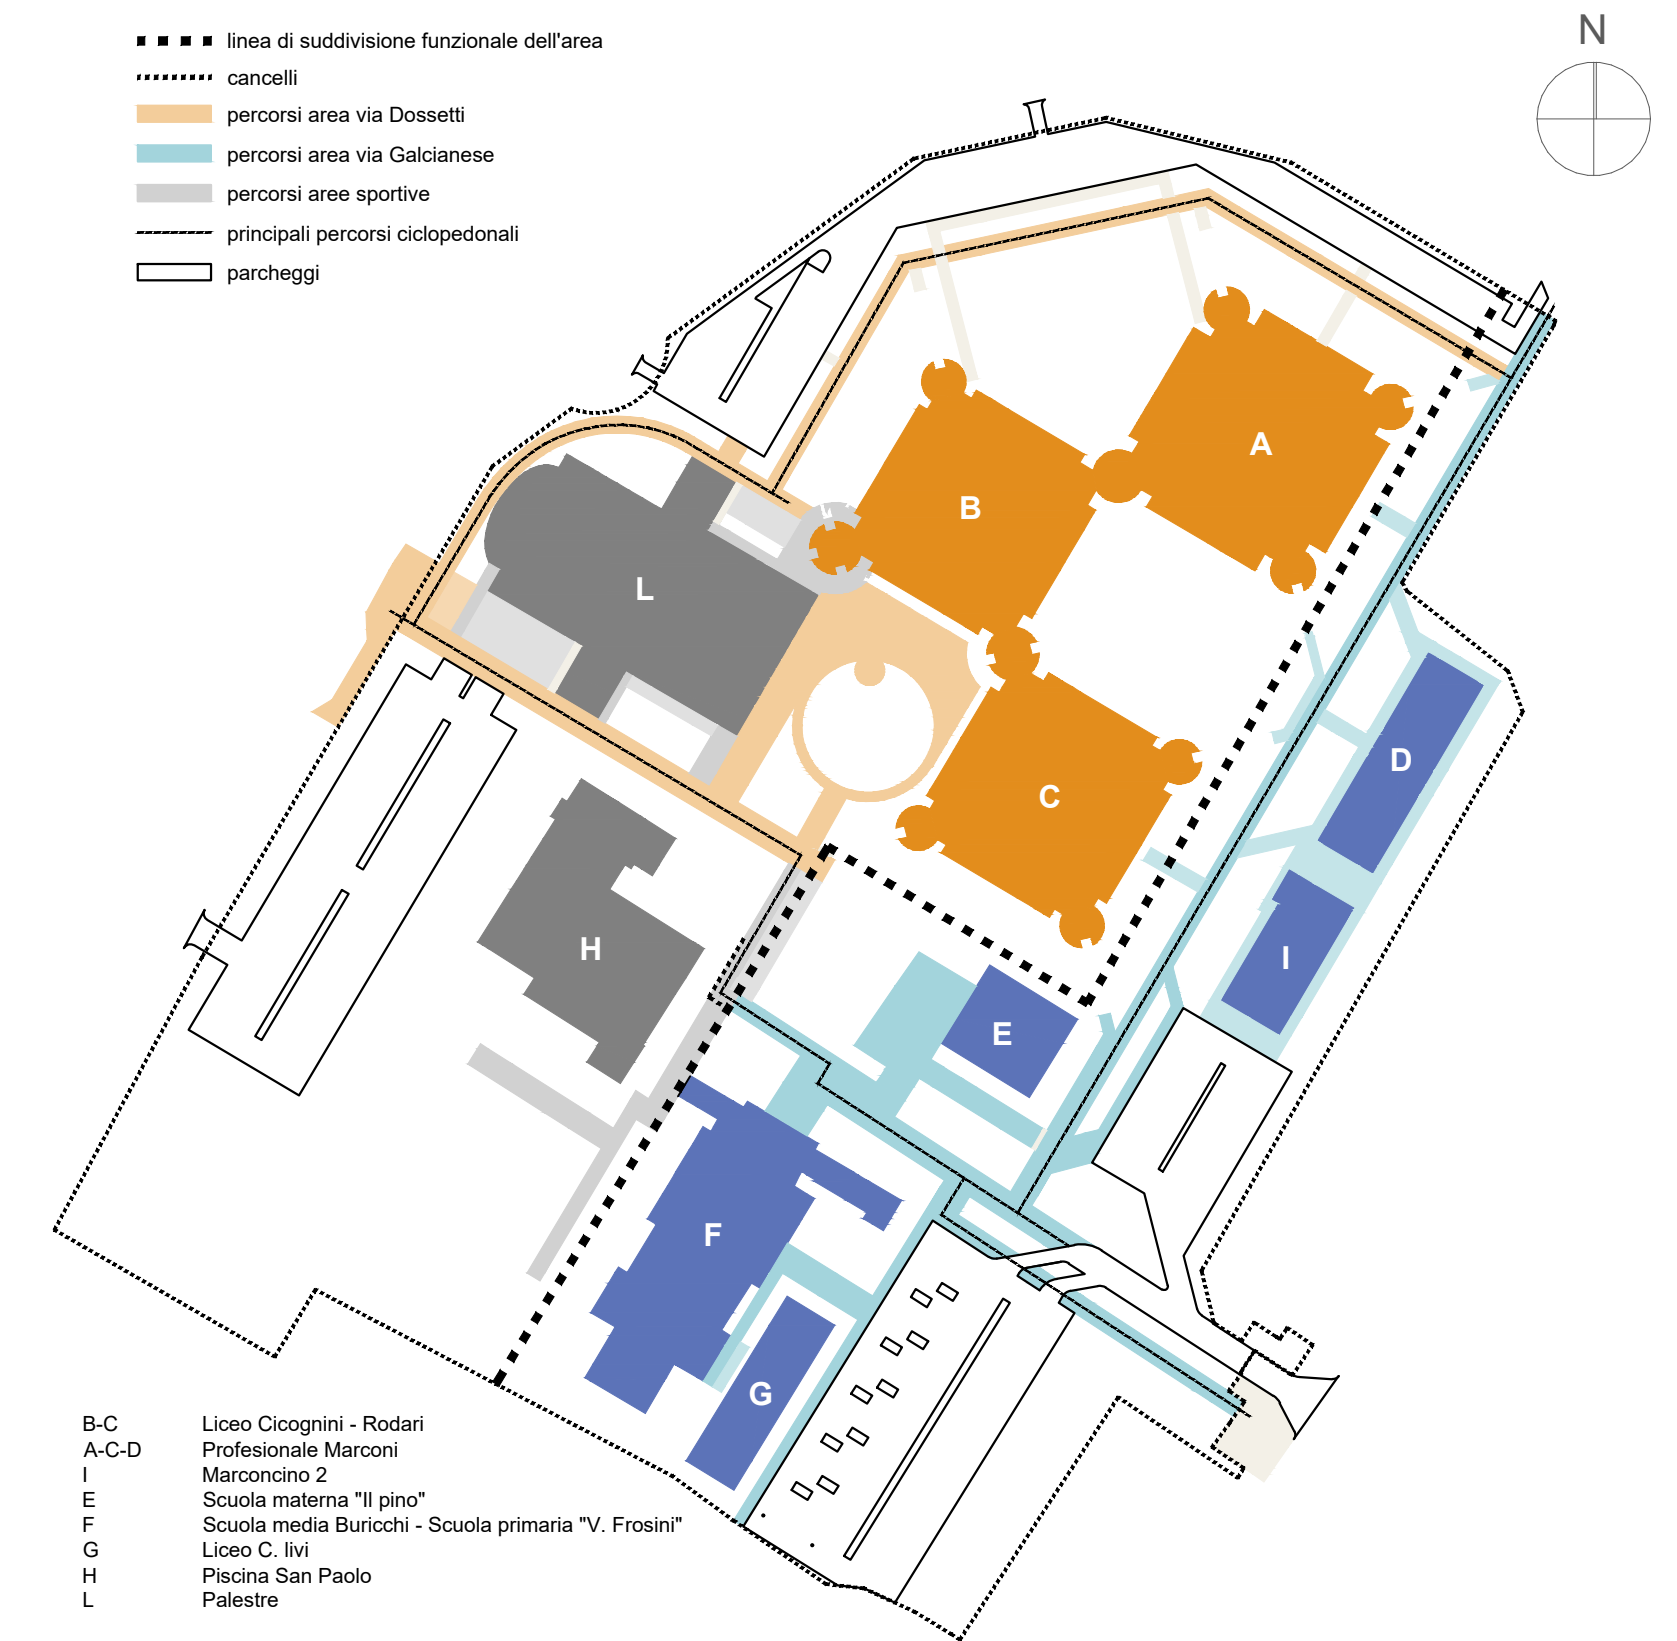 N
linea di suddivisione funzionale dell'area
cancelli
percorsi area via Dossetti
percorsi area via Galcianese
percorsi aree sportive
principali percorsi ciclopedonali
parcheggi
A
B
L
D
C
H
I
E
F
G
B-C Liceo Cicognini - Rodari
A-C-D Profesionale Marconi
I Marconcino 2
E Scuola materna "Il pino"
F Scuola media Buricchi - Scuola primaria "V. Frosini"
G Liceo C. livi
H Piscina San Paolo
L Palestre